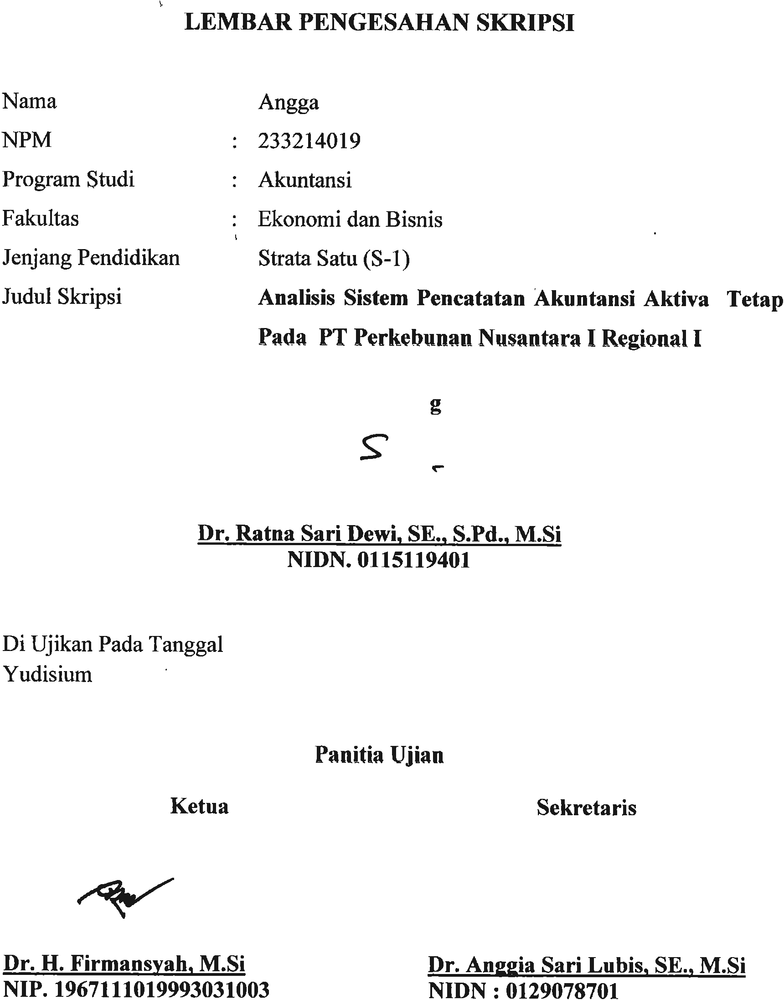 LEMBAR PENGESAHAN SKRIPSI
Nama Angga
NPM : 233214019
Program Studi : Akuntansi
Fakultas : Ekonomi dan Bisnis
Jenjang Pendidikan Strata Satu (S-1)
Judul Skripsi Analisis Sistem Pencatatan Akuntansi Aktiva Tetap
Pada PT Perkebunan Nusantara I Regional I
g
Dr. Ratna Sari Dewi, SE., S.Pd., M.Si
NIDN. 0115119401
Di Ujikan Pada Tanggal
Yudisium
Panitia Ujian
Ketua Sekretaris
Dr. H. Firmansyah, M.Si Dr. Anggia Sari Lubis, SE., M.Si
NIP. 1967111019993031003 NIDN : 0129078701